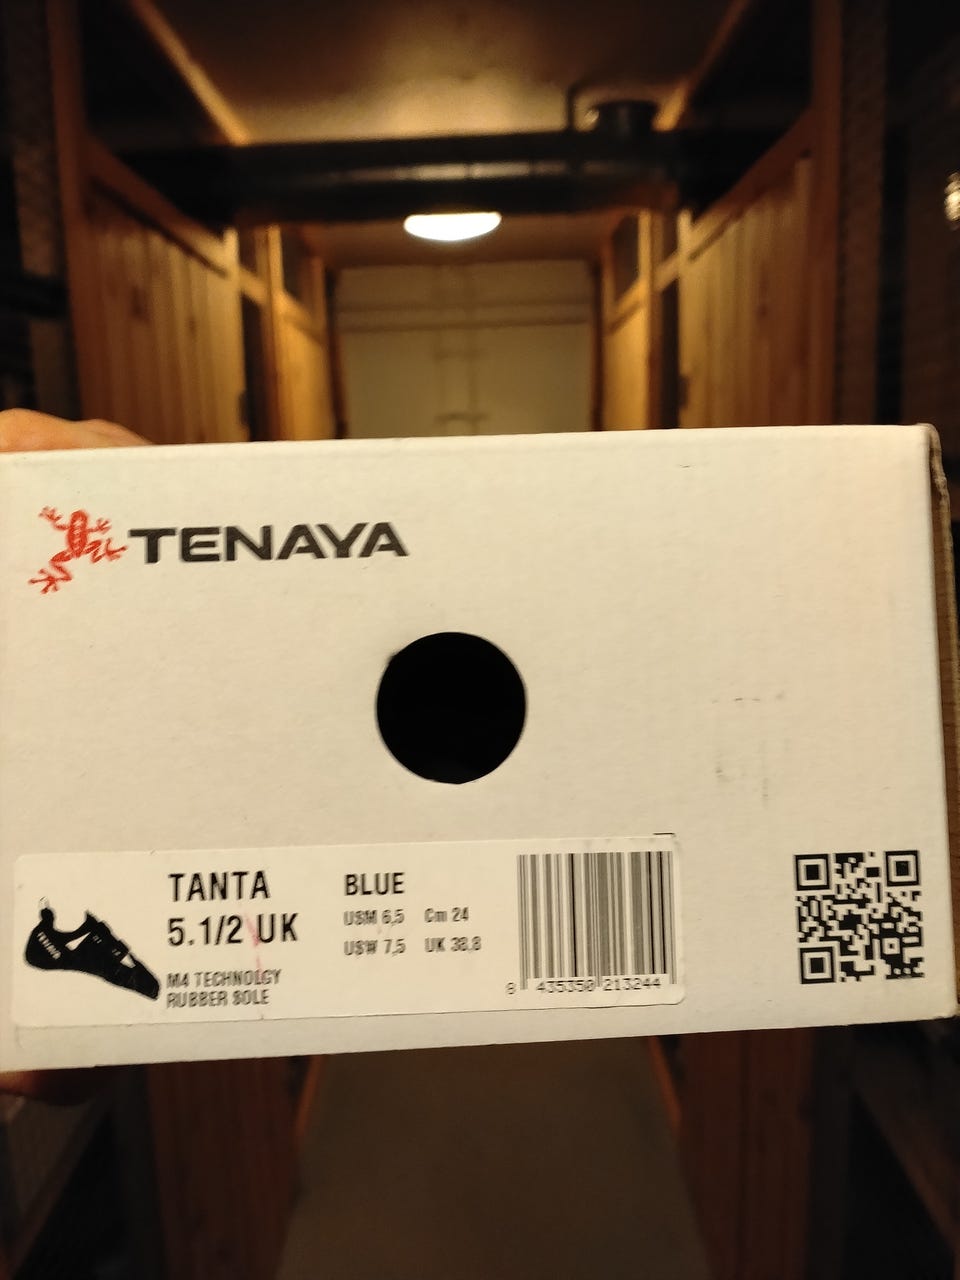 TENAYA
TANTA
5.1/2 UK
M4 TECHNOLGY
RUBBER SOLE
BLUE
USM 6,5 Cm 24
USW 7,5 UK 38,8
8 435350 213244
TENAYA